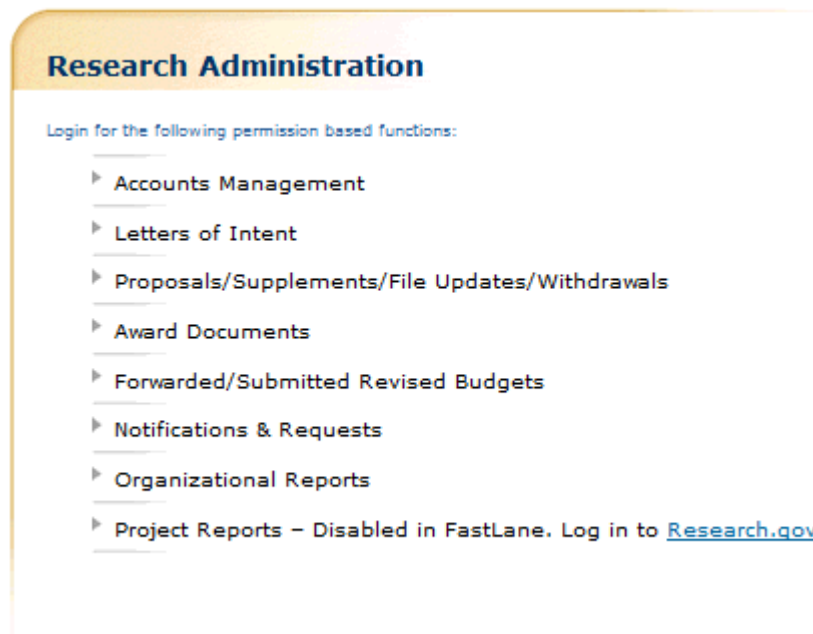 Research Administration
Login for the following permission based functions:
Accounts Management
Letters of Intent
Proposals/Supplements/File Updates/Withdrawals
Award Documents
Forwarded/Submitted Revised Budgets
Notifications & Requests
Organizational Reports
Project Reports – Disabled in FastLane. Log in to Research.gov